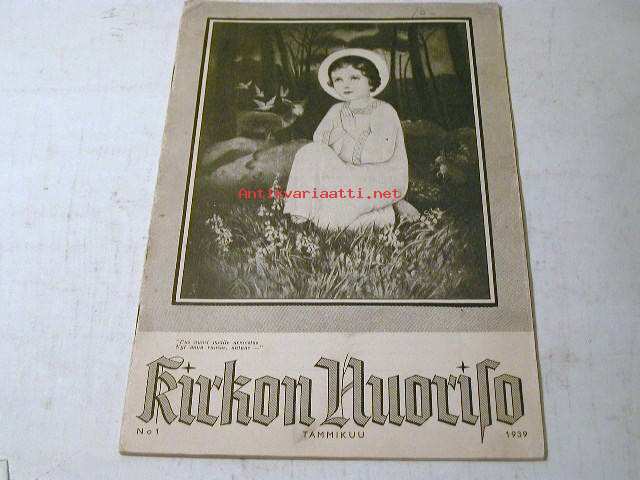 Antikvariaatti.net
Kirkon Nuoriso
No 1 TAMMIKUU 1939